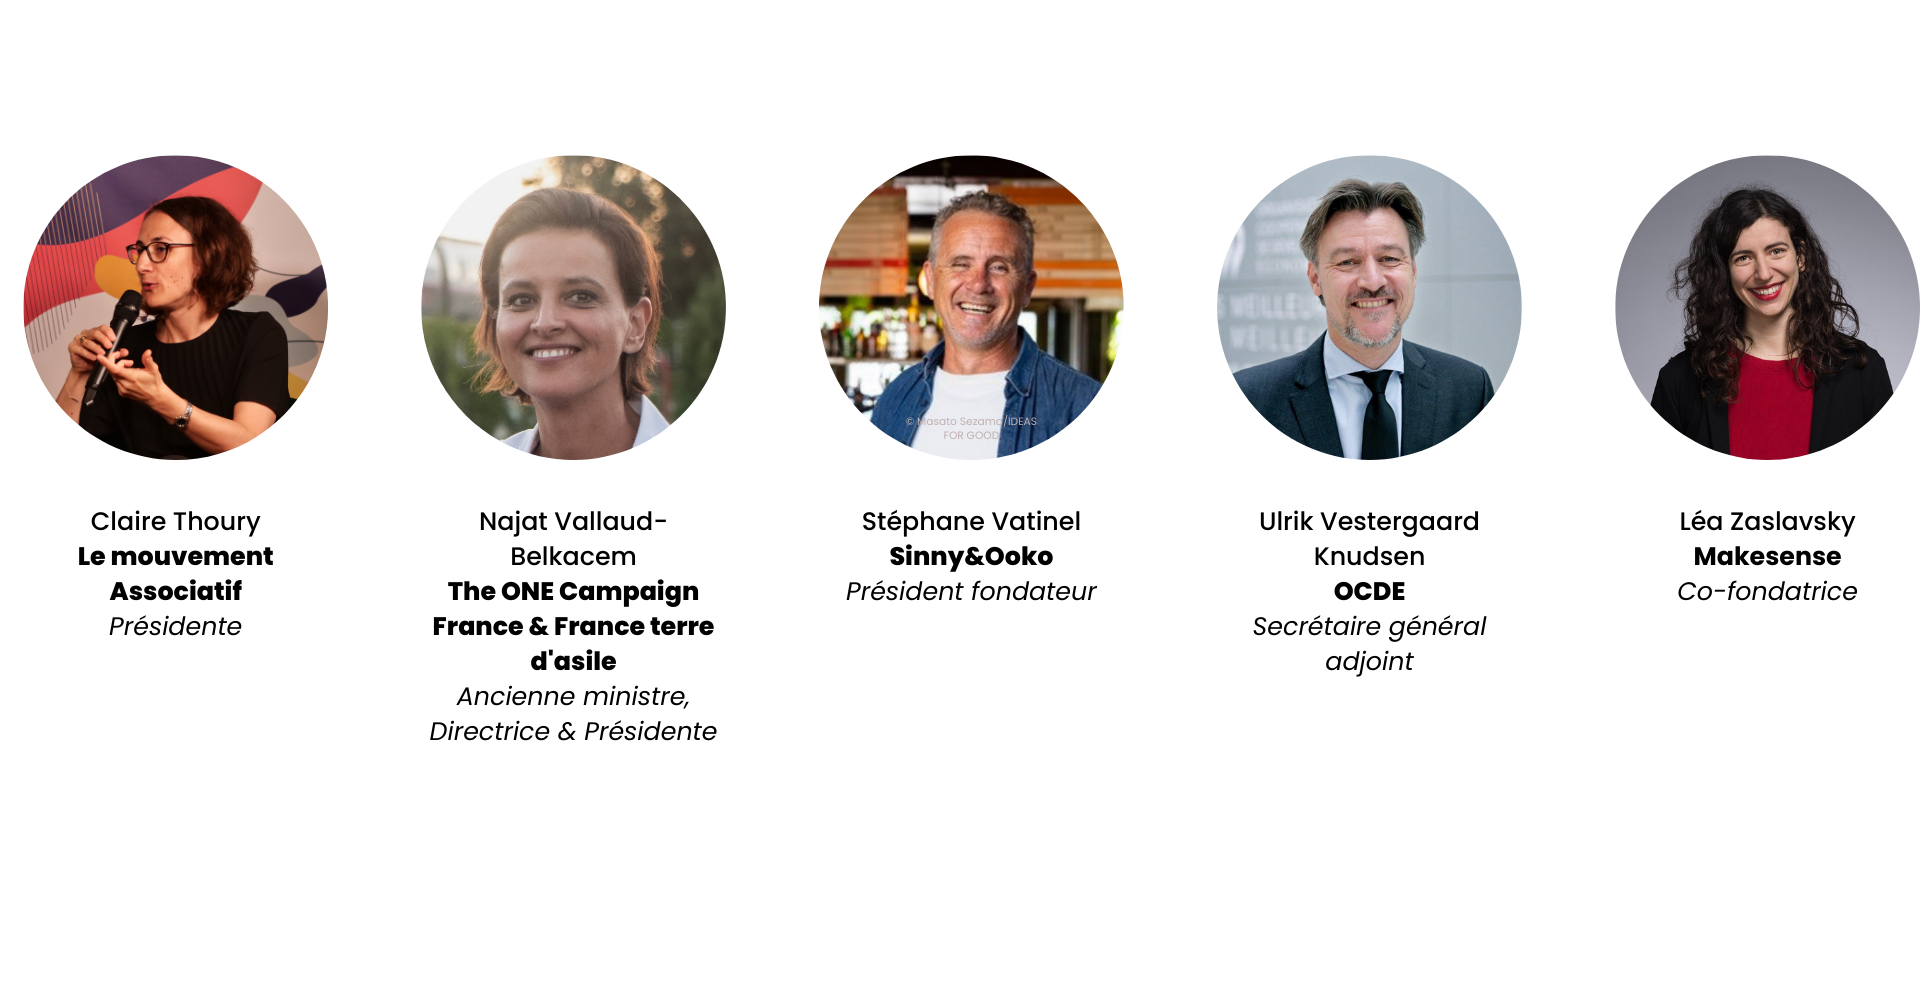 Claire Thoury
Le mouvement
Associatif
Présidente
Najat Vallaud-
Belkacem
The ONE Campaign
France & France terre
d'asile
Ancienne ministre,
Directrice & Présidente
© Masato Sezama/IDEAS
FOR GOOD
Stéphane Vatinel
Sinny&Ooko
Président fondateur
WEILLEU
Ulrik Vestergaard
Knudsen
OCDE
Secrétaire général
adjoint
Léa Zaslavsky
Makesense
Co-fondatrice